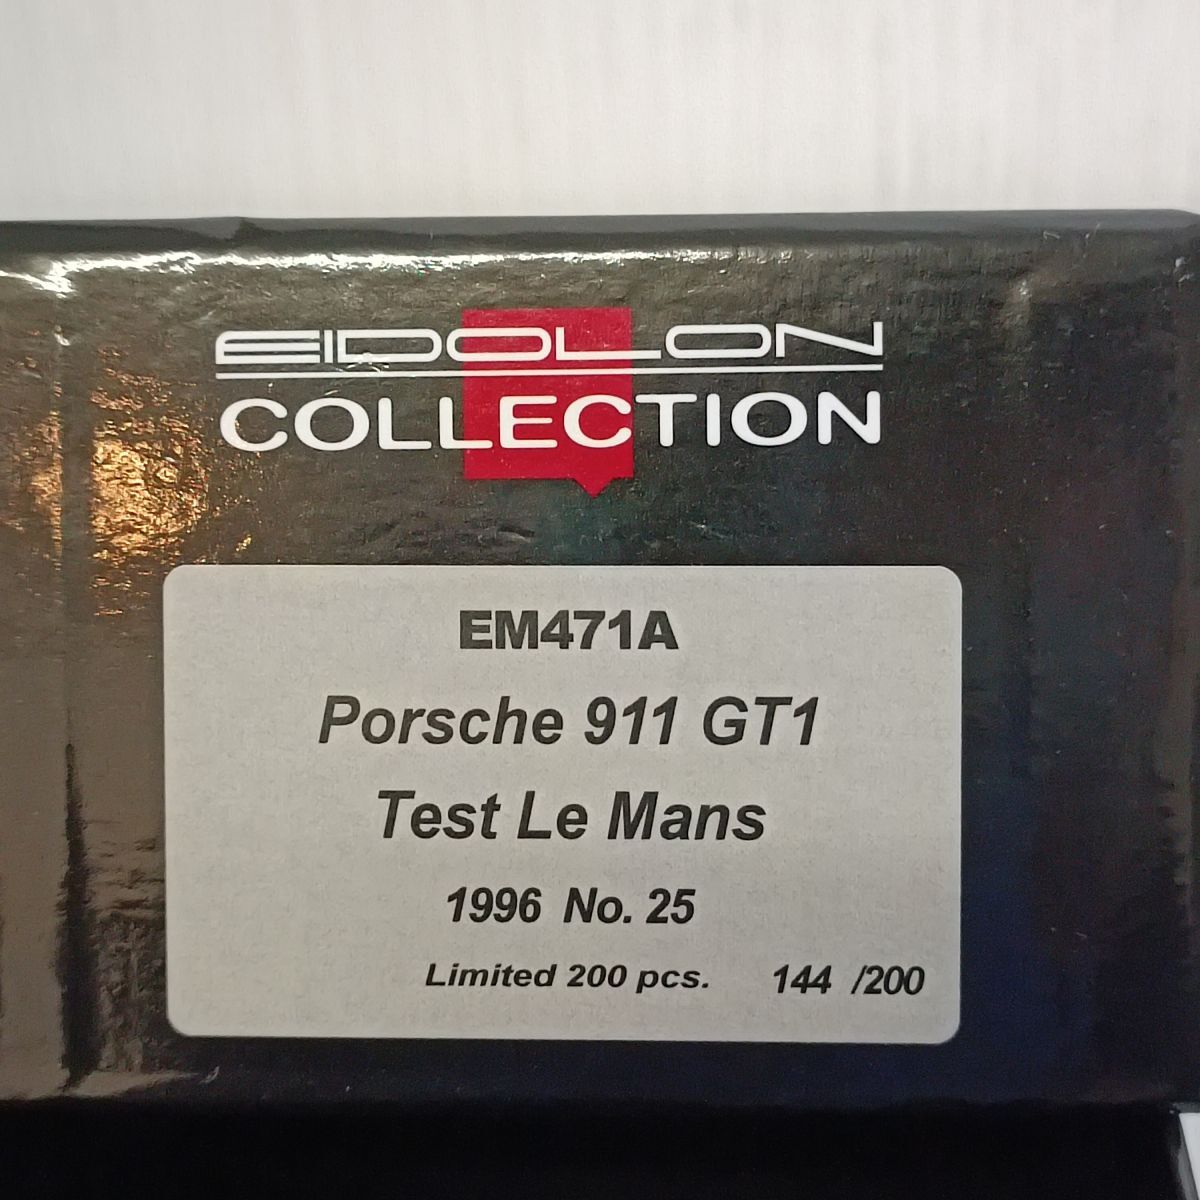 EIDOLON
COLLECTION
EM471A
Porsche 911 GT1
Test Le Mans
1996 No. 25
Limited 200 pcs. 144 /200